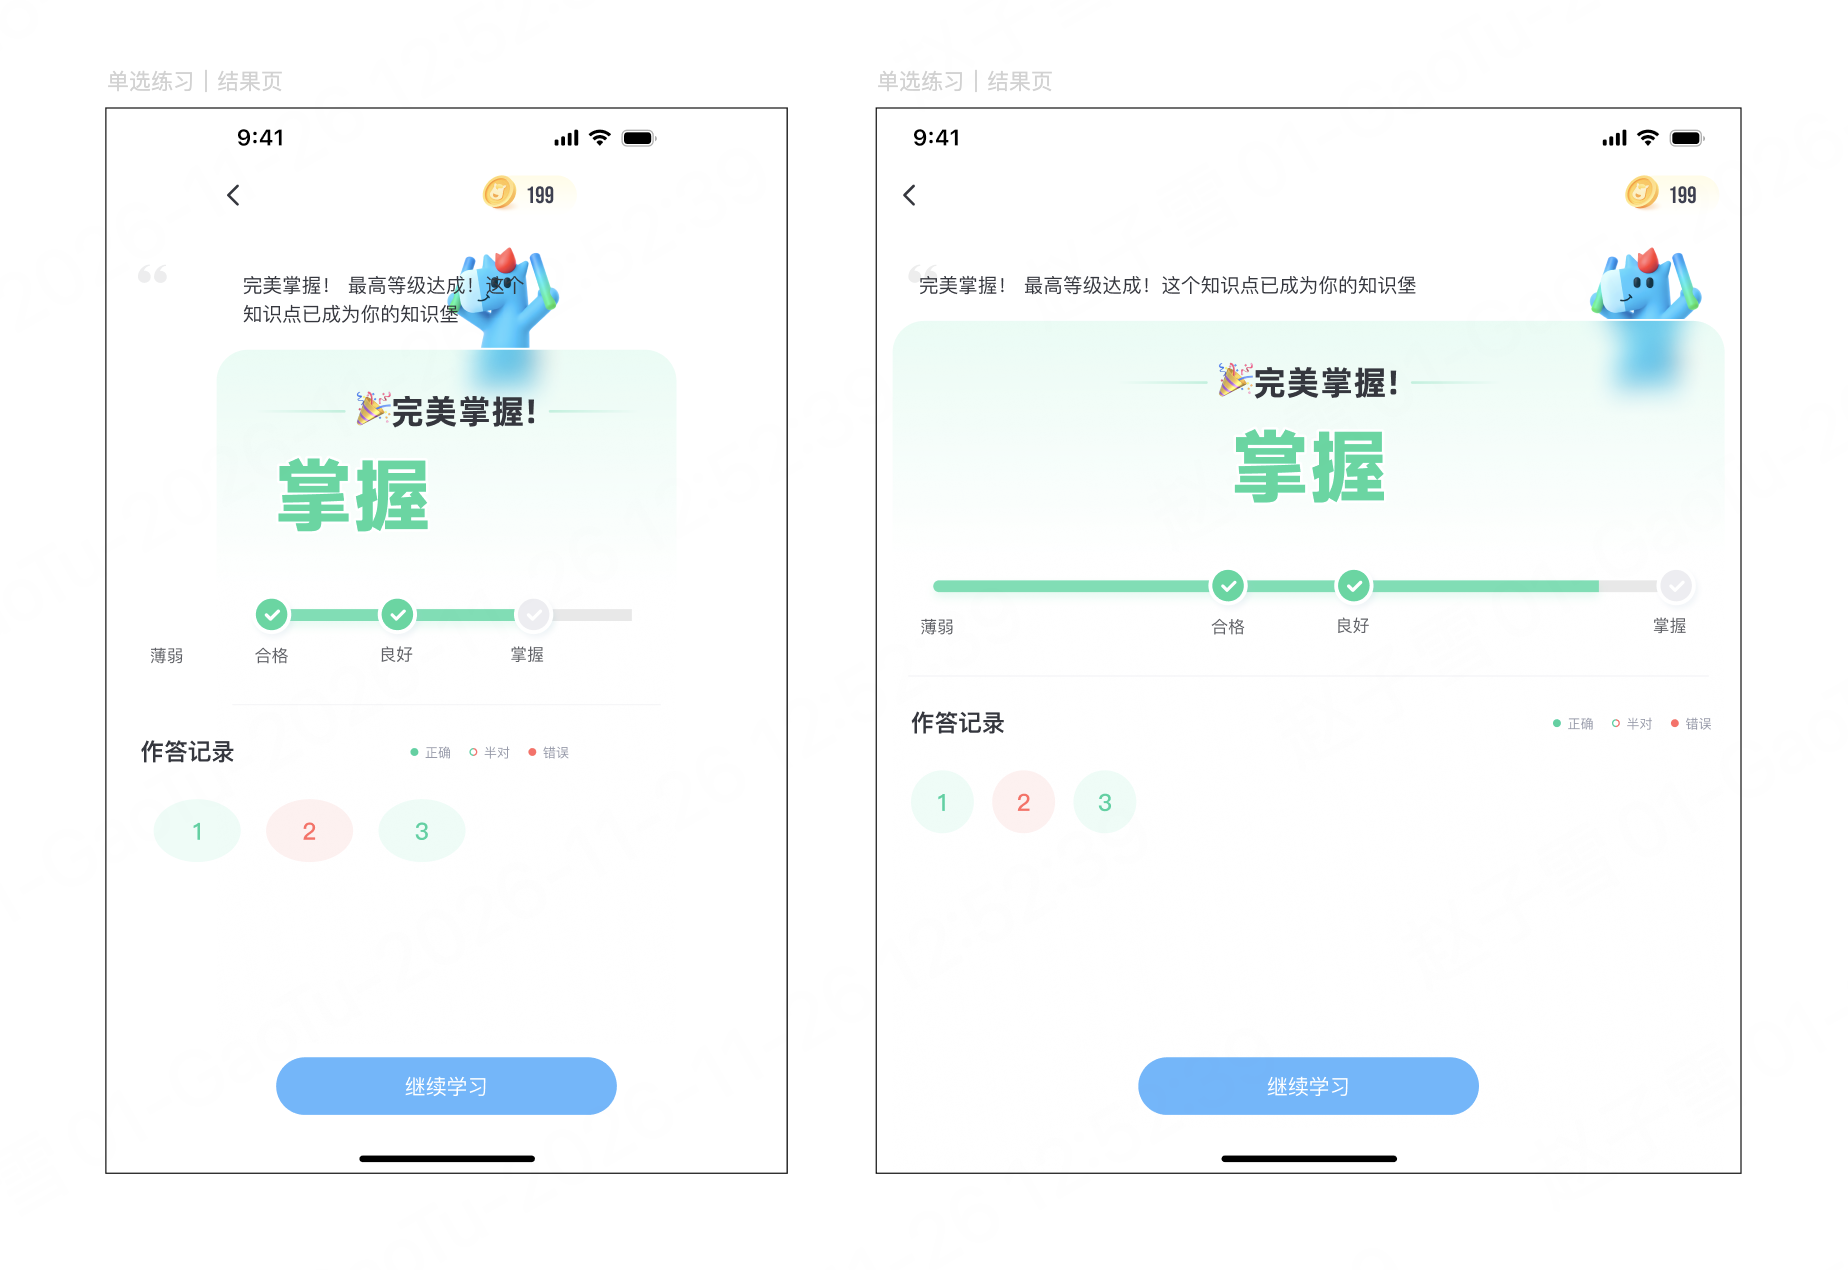 单选练习｜结果页
9:41
199
完美掌握！ 最高等级达成！这个
知识点已成为你的知识堡
🎉完美掌握！
掌握
薄弱 合格 良好 掌握
作答记录 正确 半对 错误
1 2 3
继续学习
单选练习｜结果页
9:41
199
完美掌握！ 最高等级达成！这个知识点已成为你的知识堡
🎉完美掌握！
掌握
薄弱 合格 良好 掌握
作答记录 正确 半对 错误
1 2 3
继续学习